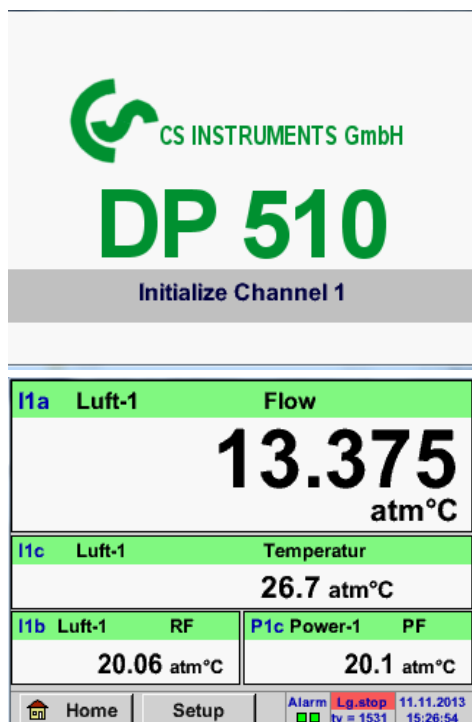 CS INSTRUMENTS GmbH
DP 510
Initialize Channel 1
I1a Luft-1 Flow
13.375
atm°C
I1c Luft-1 Temperatur
26.7 atm°C
I1b Luft-1 RF P1c Power-1 PF
20.06 atm°C 20.1 atm°C
Home Setup Alarm Lg.stop 11.11.2013
tv = 1531 15:26:54